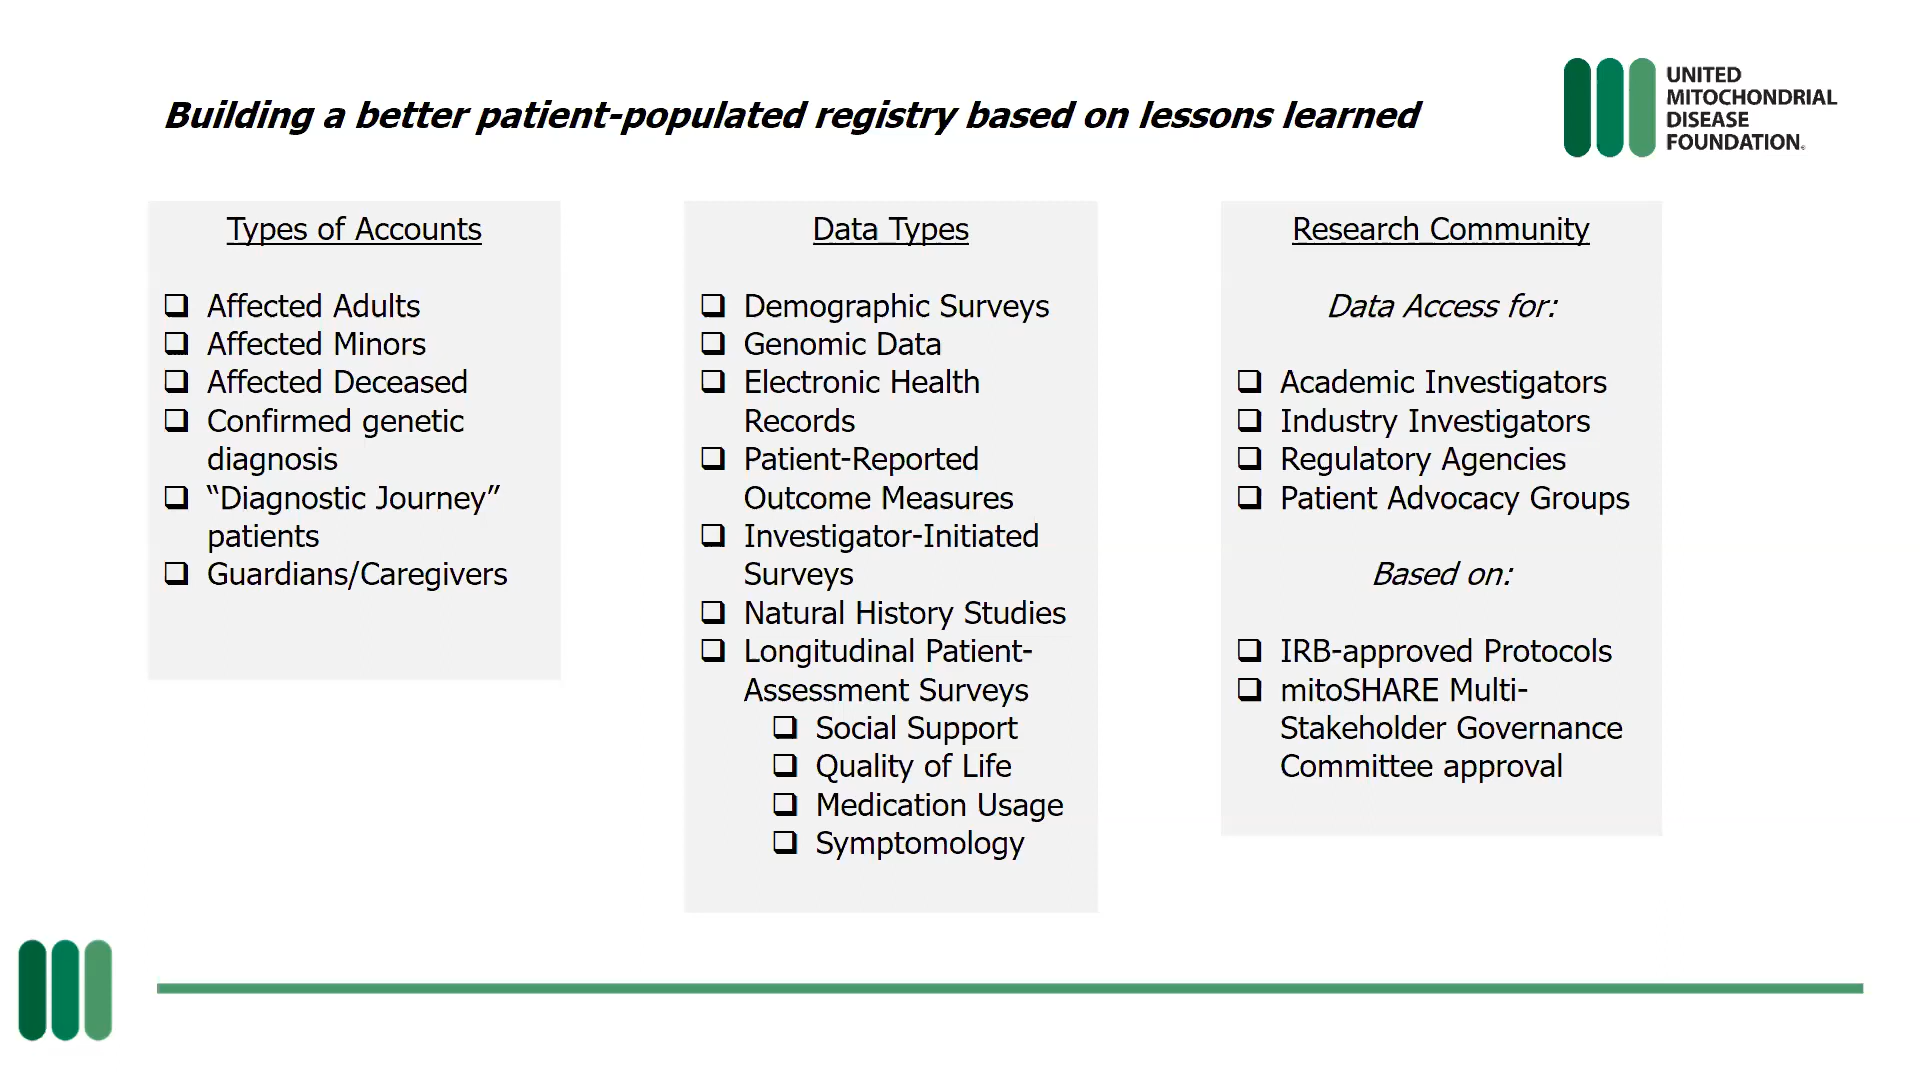 Building a better patient-populated registry based on lessons learned
UNITED
MITOCHONDRIAL
DISEASE
FOUNDATION.
Types of Accounts
Affected Adults
Affected Minors
Affected Deceased
Confirmed genetic
diagnosis
“Diagnostic Journey”
patients
Guardians/Caregivers
Data Types
Demographic Surveys
Genomic Data
Electronic Health
Records
Patient-Reported
Outcome Measures
Investigator-Initiated
Surveys
Natural History Studies
Longitudinal Patient-
Assessment Surveys
Social Support
Quality of Life
Medication Usage
Symptomology
Research Community
Data Access for:
Academic Investigators
Industry Investigators
Regulatory Agencies
Patient Advocacy Groups
Based on:
IRB-approved Protocols
mitoSHARE Multi-
Stakeholder Governance
Committee approval